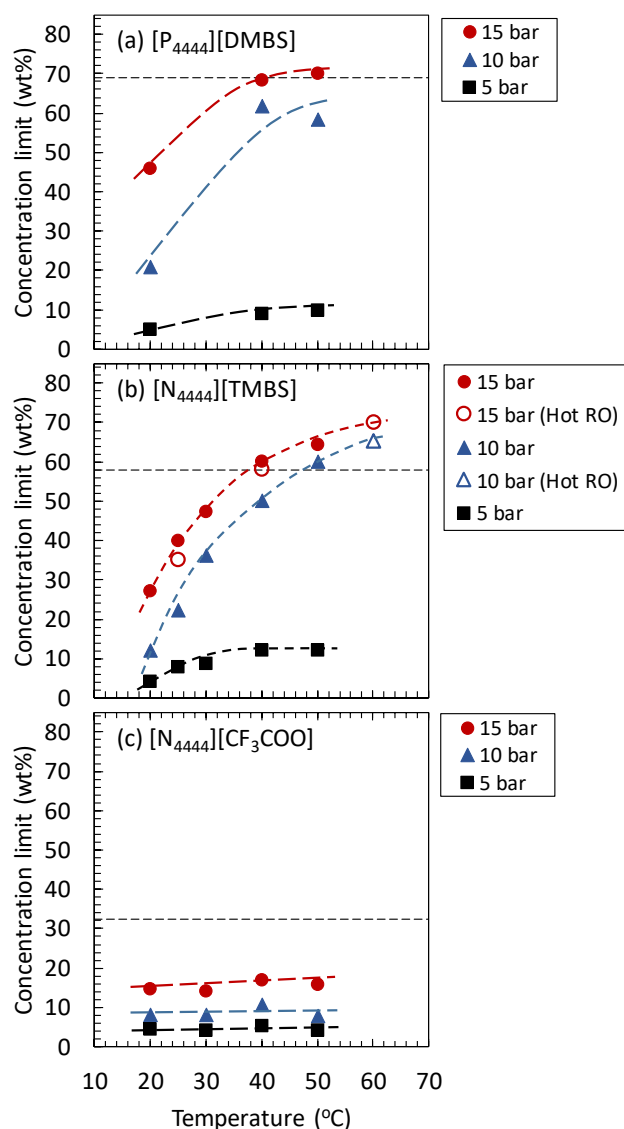 (a) [P₄₄₄₄][DMBS]
15 bar
10 bar
5 bar
Concentration limit (wt%)
80
70
60
50
40
30
20
10
0
(b) [N₄₄₄₄][TMBS]
15 bar
15 bar (Hot RO)
10 bar
10 bar (Hot RO)
5 bar
Concentration limit (wt%)
80
70
60
50
40
30
20
10
0
(c) [N₄₄₄₄][CF₃COO]
15 bar
10 bar
5 bar
Concentration limit (wt%)
80
70
60
50
40
30
20
10
0
10 20 30 40 50 60 70
Temperature (ᵒC)